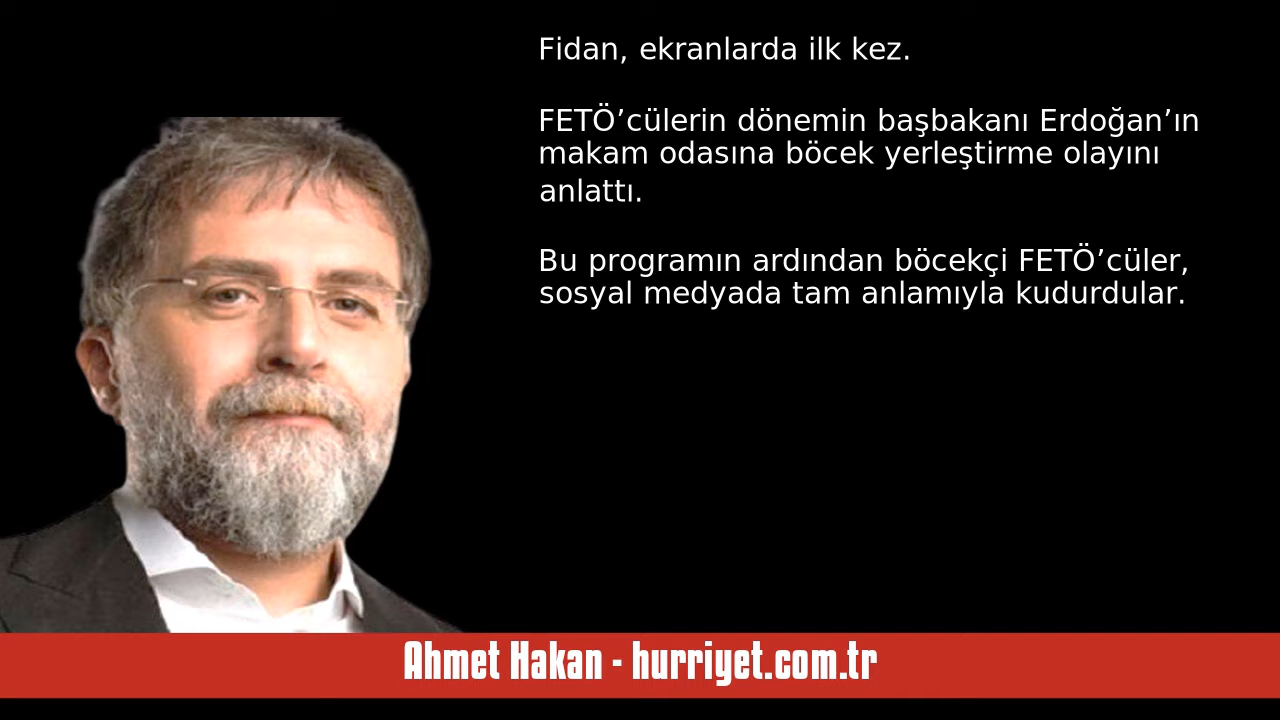 Fidan, ekranlarda ilk kez.
FETÖ’cülerin dönemin başbakanı Erdoğan’ın
makam odasına böcek yerleştirme olayını
anlattı.
Bu programın ardından böcekçi FETÖ’cüler,
sosyal medyada tam anlamıyla kudurdular.
Ahmet Hakan - hurriyet.com.tr